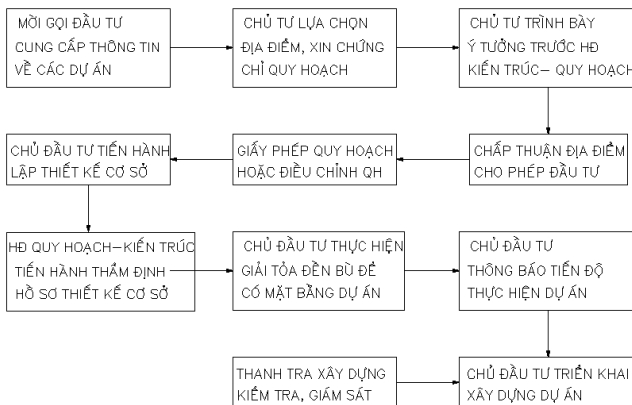 MỜI GỌI ĐẦU TƯ
CUNG CẤP THÔNG TIN
VỀ CÁC DỰ ÁN
CHỦ TƯ LỰA CHỌN
ĐỊA ĐIỂM, XIN CHỨNG
CHỈ QUY HOẠCH
CHỦ TƯ TRÌNH BÀY
Ý TƯỞNG TRƯỚC HĐ
KIẾN TRÚC– QUY HOẠCH
CHỦ ĐẦU TƯ TIẾN HÀNH
LẬP THIẾT KẾ CƠ SỞ
GIẤY PHÉP QUY HOẠCH
HOẶC ĐIỀU CHỈNH QH
CHẤP THUẬN ĐỊA ĐIỂM
CHO PHÉP ĐẦU TƯ
HĐ QUY HOẠCH–KIẾN TRÚC
TIẾN HÀNH THẨM ĐỊNH
HỒ SƠ THIẾT KẾ CƠ SỞ
CHỦ ĐẦU TƯ THỰC HIỆN
GIẢI TỎA ĐỀN BÙ ĐỂ
CÓ MẶT BẰNG DỰ ÁN
CHỦ ĐẦU TƯ
THÔNG BÁO TIẾN ĐỘ
THỰC HIỆN DỰ ÁN
THANH TRA XÂY DỰNG
KIỂM TRA, GIÁM SÁT
CHỦ ĐẦU TƯ TRIỂN KHAI
XÂY DỰNG DỰ ÁN